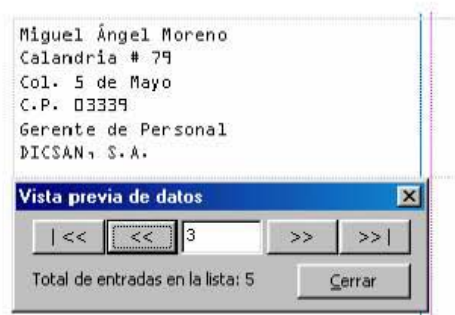 Miguel Ángel Moreno
Calandria # 79
Col. 5 de Mayo
C.P. 03339
Gerente de Personal
DICSAN, S.A.
Vista previa de datos
|<< << 3 >> >>|
Total de entradas en la lista: 5 Cerrar